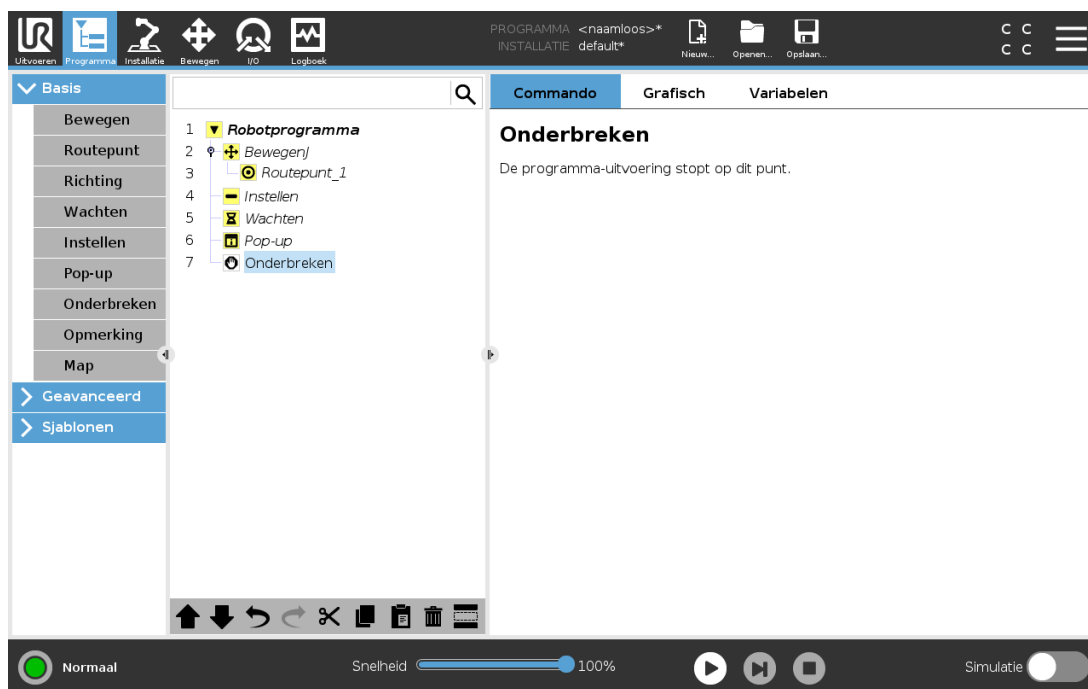 UR
Uitvoeren Programma Installatie Bewegen I/O Logboek
PROGRAMMA <naamloos>*
INSTALLATIE default*
Nieuw... Openen... Opslaan...
C C
C C
Basis
Bewegen
Routepunt
Richting
Wachten
Instellen
Pop-up
Onderbreken
Opmerking
Map
Geavanceerd
Sjablonen
1 Robotprogramma
2 BewegenJ
3 Routepunt_1
4 Instellen
5 Wachten
6 Pop-up
7 Onderbreken
Commando Grafisch Variabelen
Onderbreken
De programma-uitvoering stopt op dit punt.
Normaal
Snelheid 100%
Simulatie